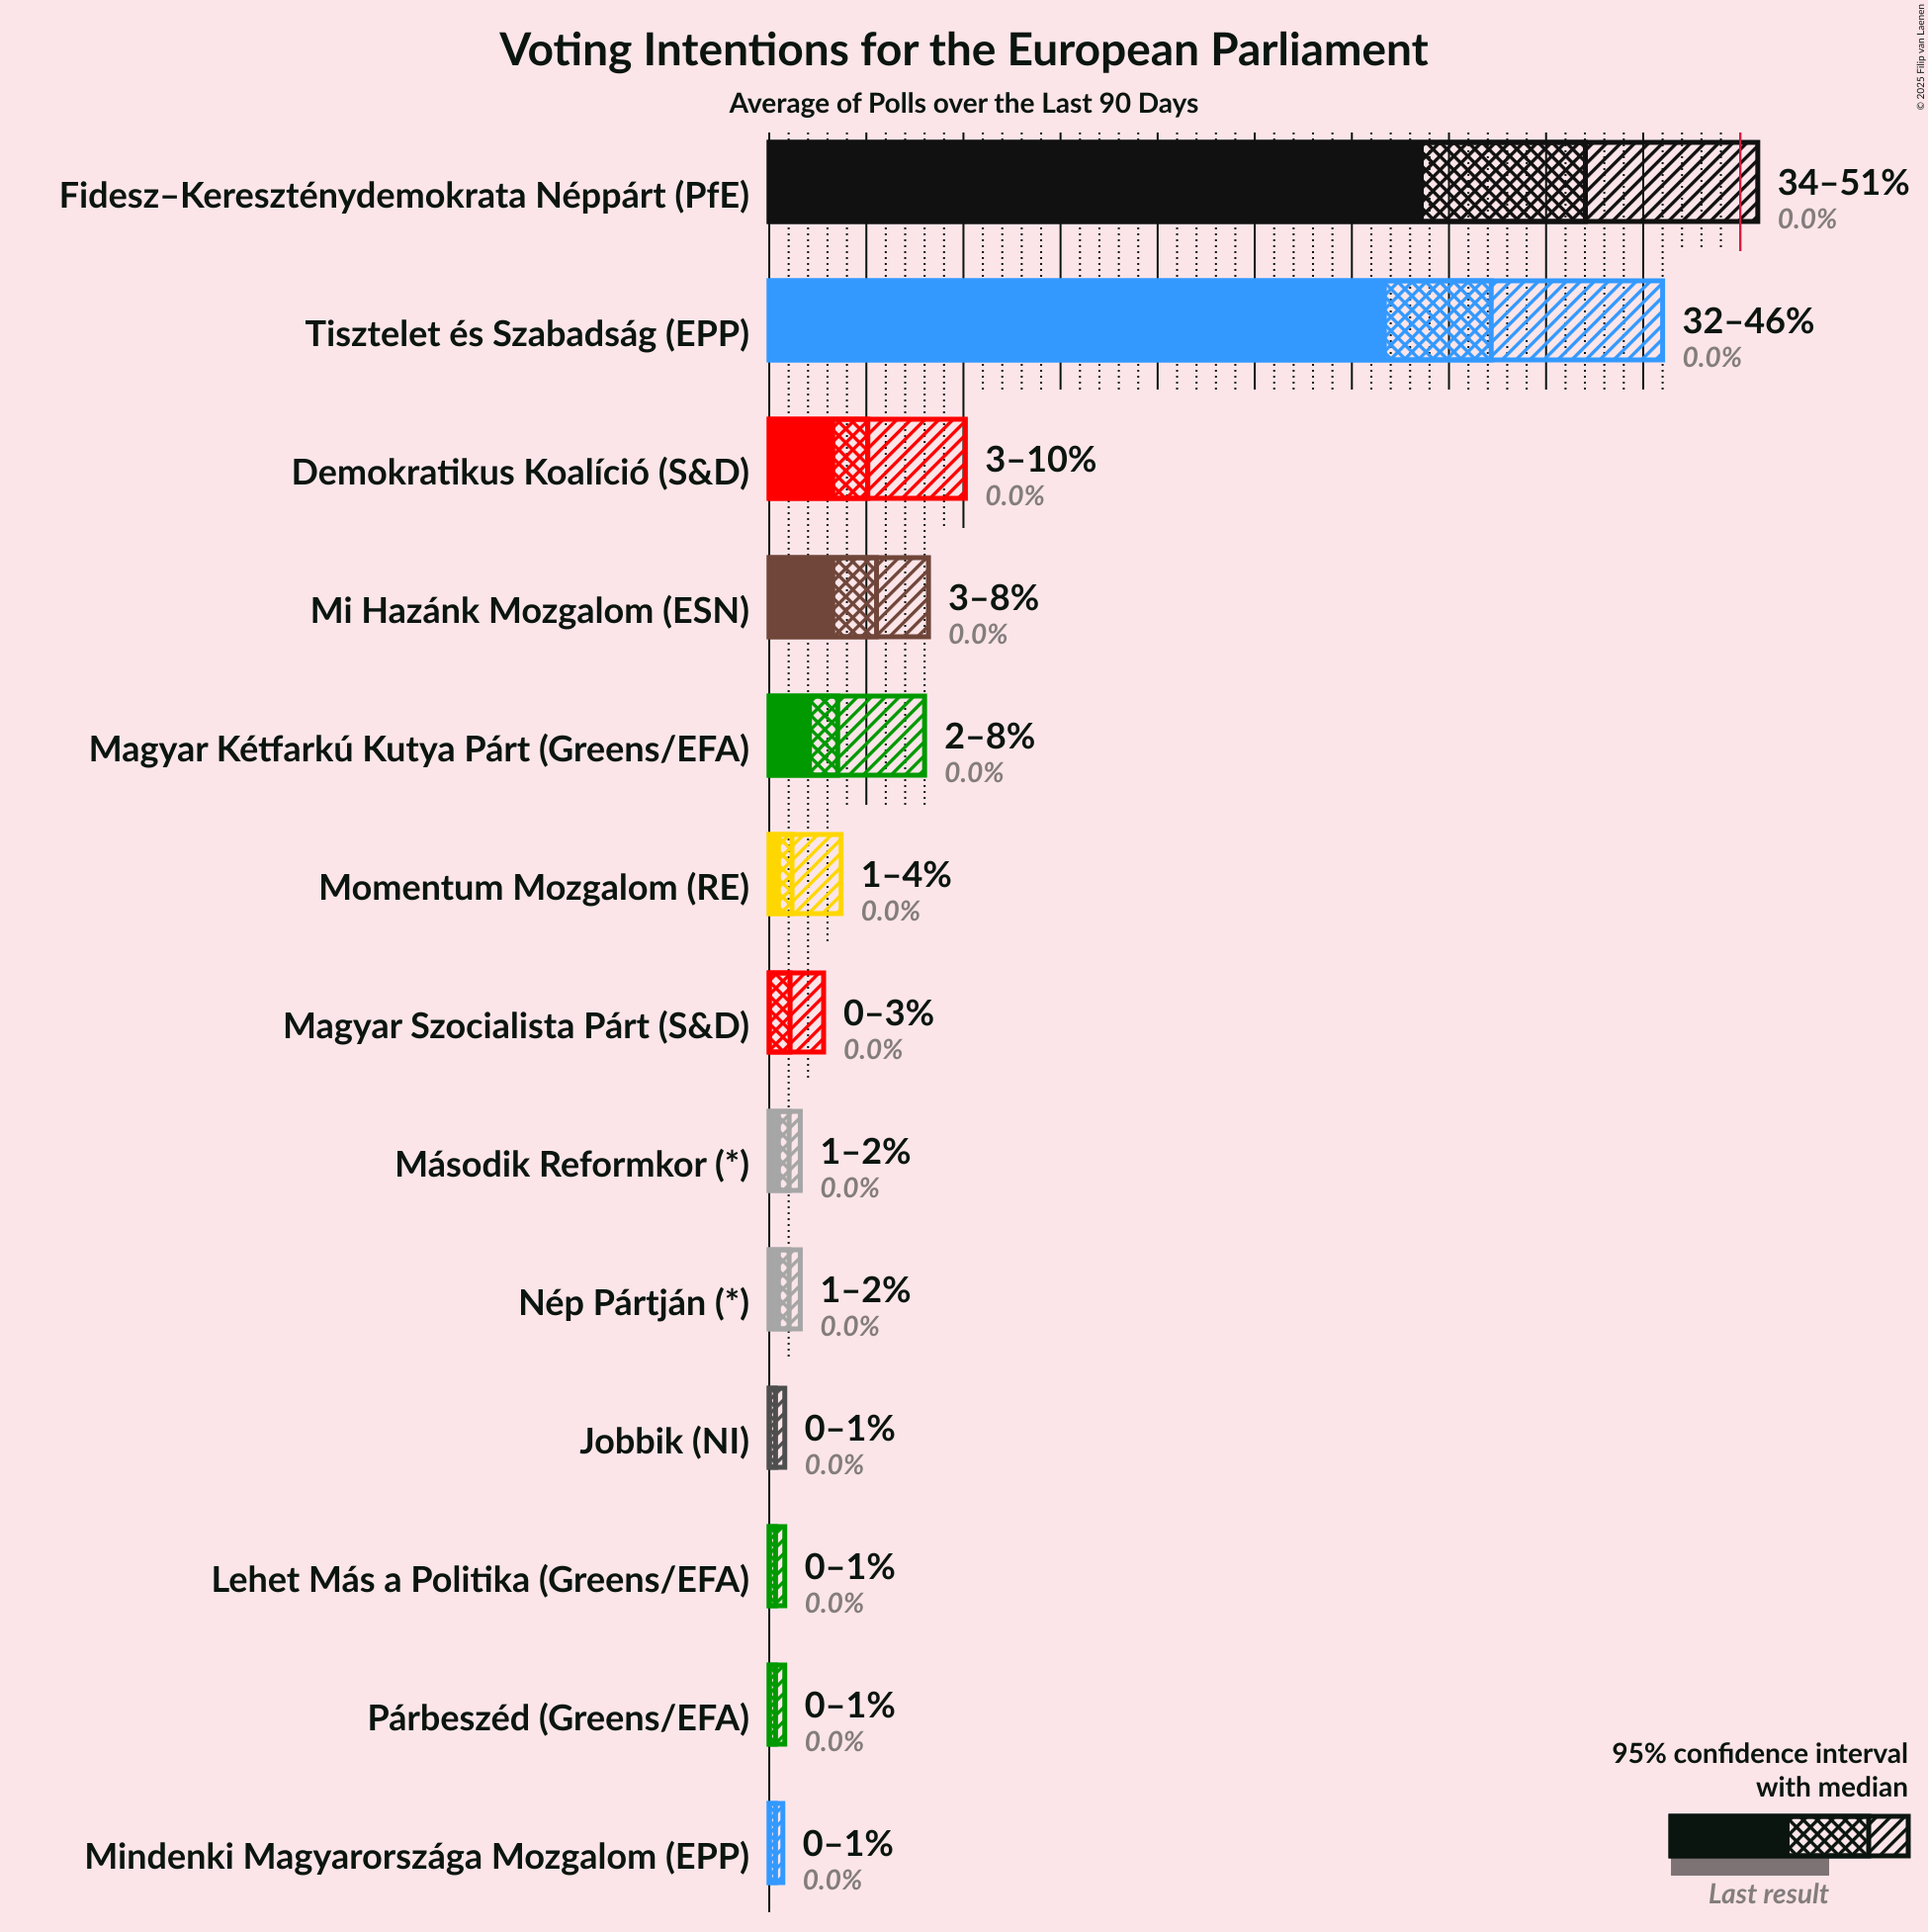 © 2025 Filip van Laenen
Voting Intentions for the European Parliament
Average of Polls over the Last 90 Days
Fidesz–Kereszténydemokrata Néppárt (PfE)
34–51%
0.0%
Tisztelet és Szabadság (EPP)
32–46%
0.0%
Demokratikus Koalíció (S&D)
3–10%
0.0%
Mi Hazánk Mozgalom (ESN)
3–8%
0.0%
Magyar Kétfarkú Kutya Párt (Greens/EFA)
2–8%
0.0%
Momentum Mozgalom (RE)
1–4%
0.0%
Magyar Szocialista Párt (S&D)
0–3%
0.0%
Második Reformkor (*)
1–2%
0.0%
Nép Pártján (*)
1–2%
0.0%
Jobbik (NI)
0–1%
0.0%
Lehet Más a Politika (Greens/EFA)
0–1%
0.0%
Párbeszéd (Greens/EFA)
0–1%
0.0%
Mindenki Magyarországa Mozgalom (EPP)
0–1%
0.0%
95% confidence interval
with median
Last result